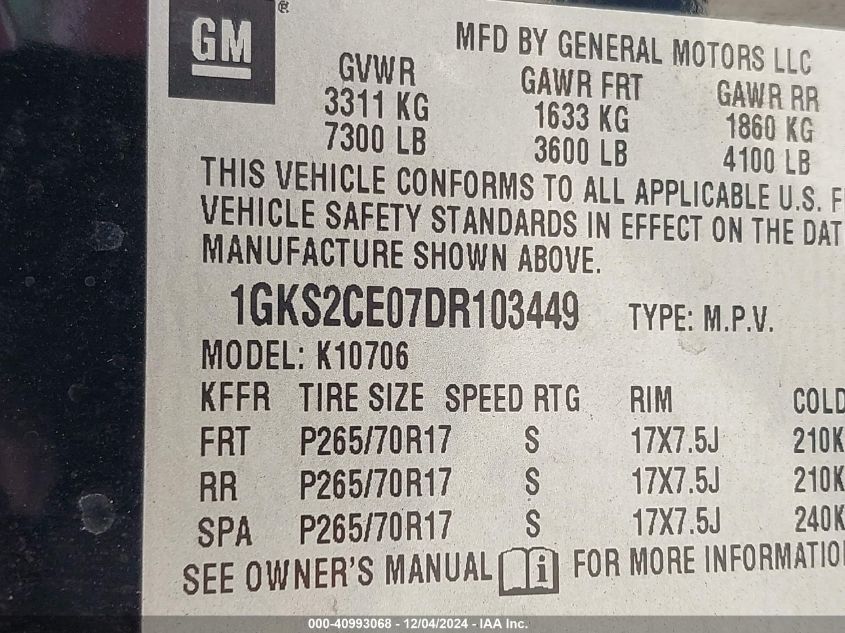 GM ®
MFD BY GENERAL MOTORS LLC
GVWR GAWR FRT GAWR RR
3311 KG 1633 KG 1860 KG
7300 LB 3600 LB 4100 LB
THIS VEHICLE CONFORMS TO ALL APPLICABLE U.S. F
VEHICLE SAFETY STANDARDS IN EFFECT ON THE DAT
MANUFACTURE SHOWN ABOVE.
1GKS2CE07DR103449 TYPE: M.P.V.
MODEL: K10706
KFFR TIRE SIZE SPEED RTG RIM COLD
FRT P265/70R17 S 17X7.5J 210K
RR P265/70R17 S 17X7.5J 210K
SPA P265/70R17 S 17X7.5J 240K
SEE OWNER'S MANUAL i FOR MORE INFORMATIO
000-40993068 - 12/04/2024 - IAA Inc.